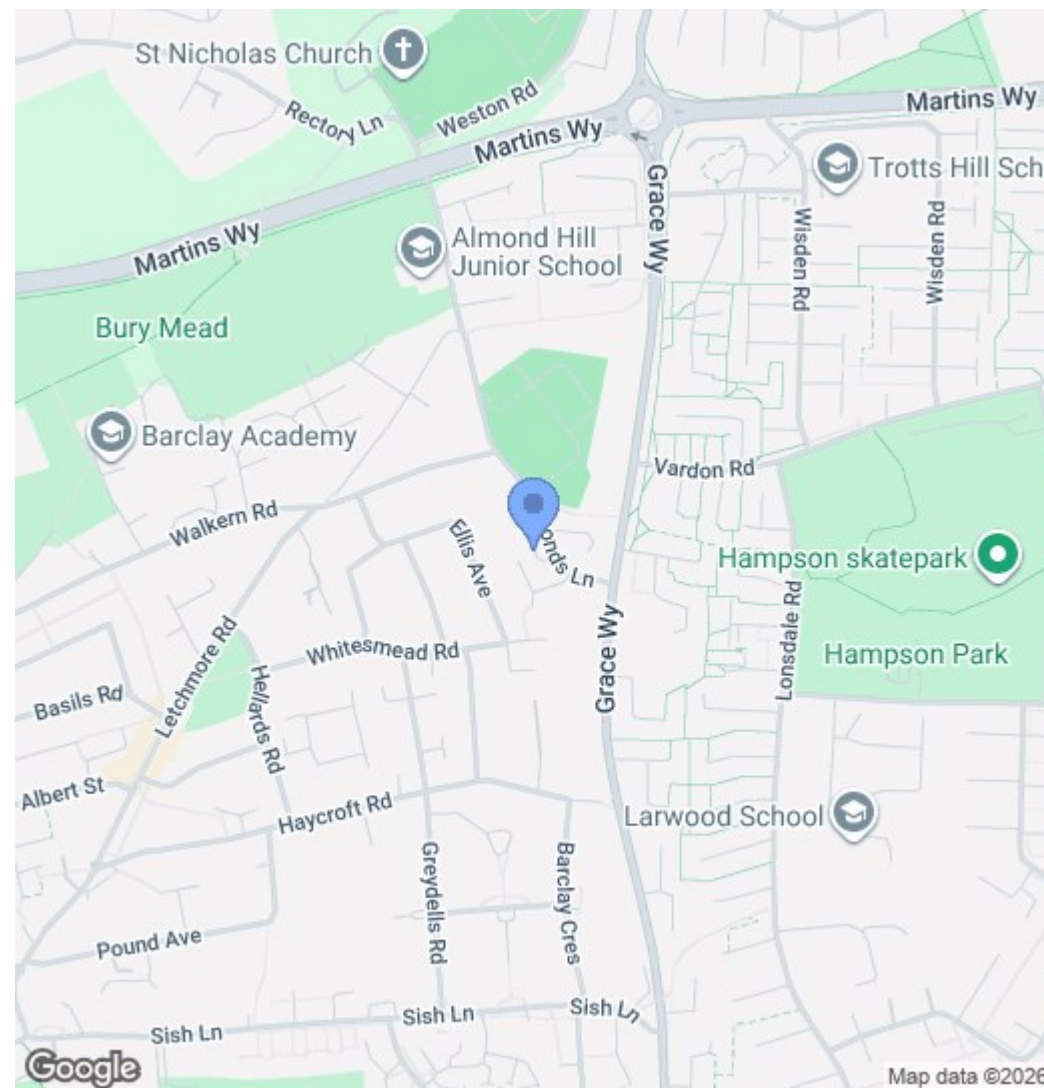 St Nicholas Church
Rectory Ln
Weston Rd
Martins Wy
Martins Wy
Martins Wy
Grace Wy
Trotts Hill Sch
Wisden Rd
Wisden Rd
Almond Hill
Junior School
Bury Mead
Barclay Academy
Vardon Rd
Walkern Rd
Ellis Ave
onds Ln
Hampson skatepark
Hampson Park
Lonsdale Rd
Grace Wy
Whitesmead Rd
Letchmore Rd
Hellards Rd
Basils Rd
Albert St
Haycroft Rd
Larwood School
Greydells Rd
Barclay Cres
Pound Ave
Sish Ln
Sish Ln
Sish Ln
Google
Map data ©2026